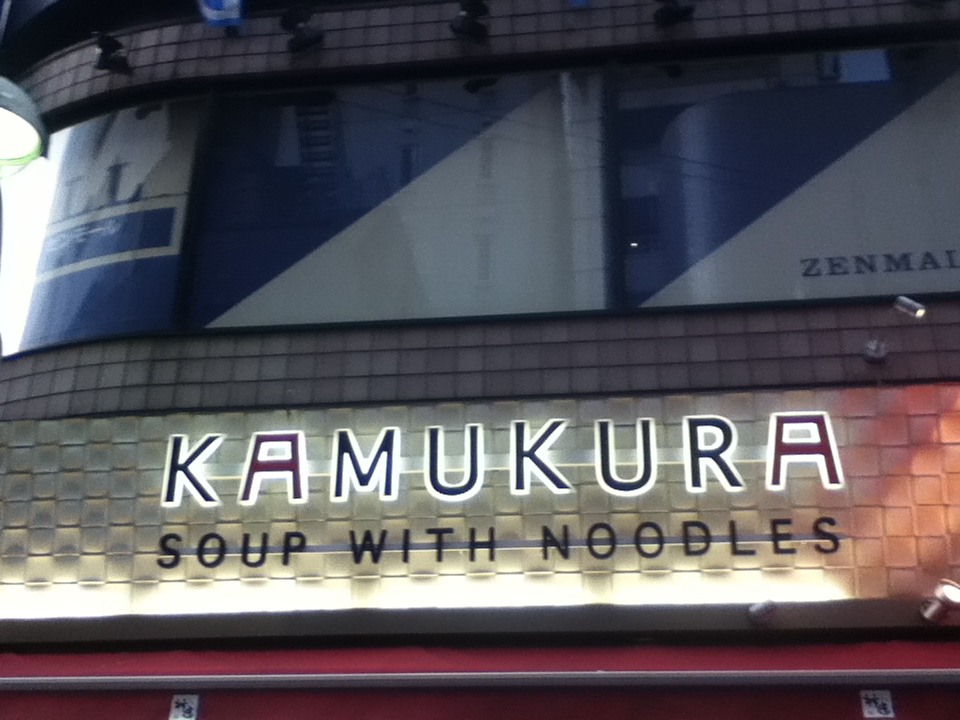 ZENMAL
KAMUKURA
SOUP WITH NOODLES